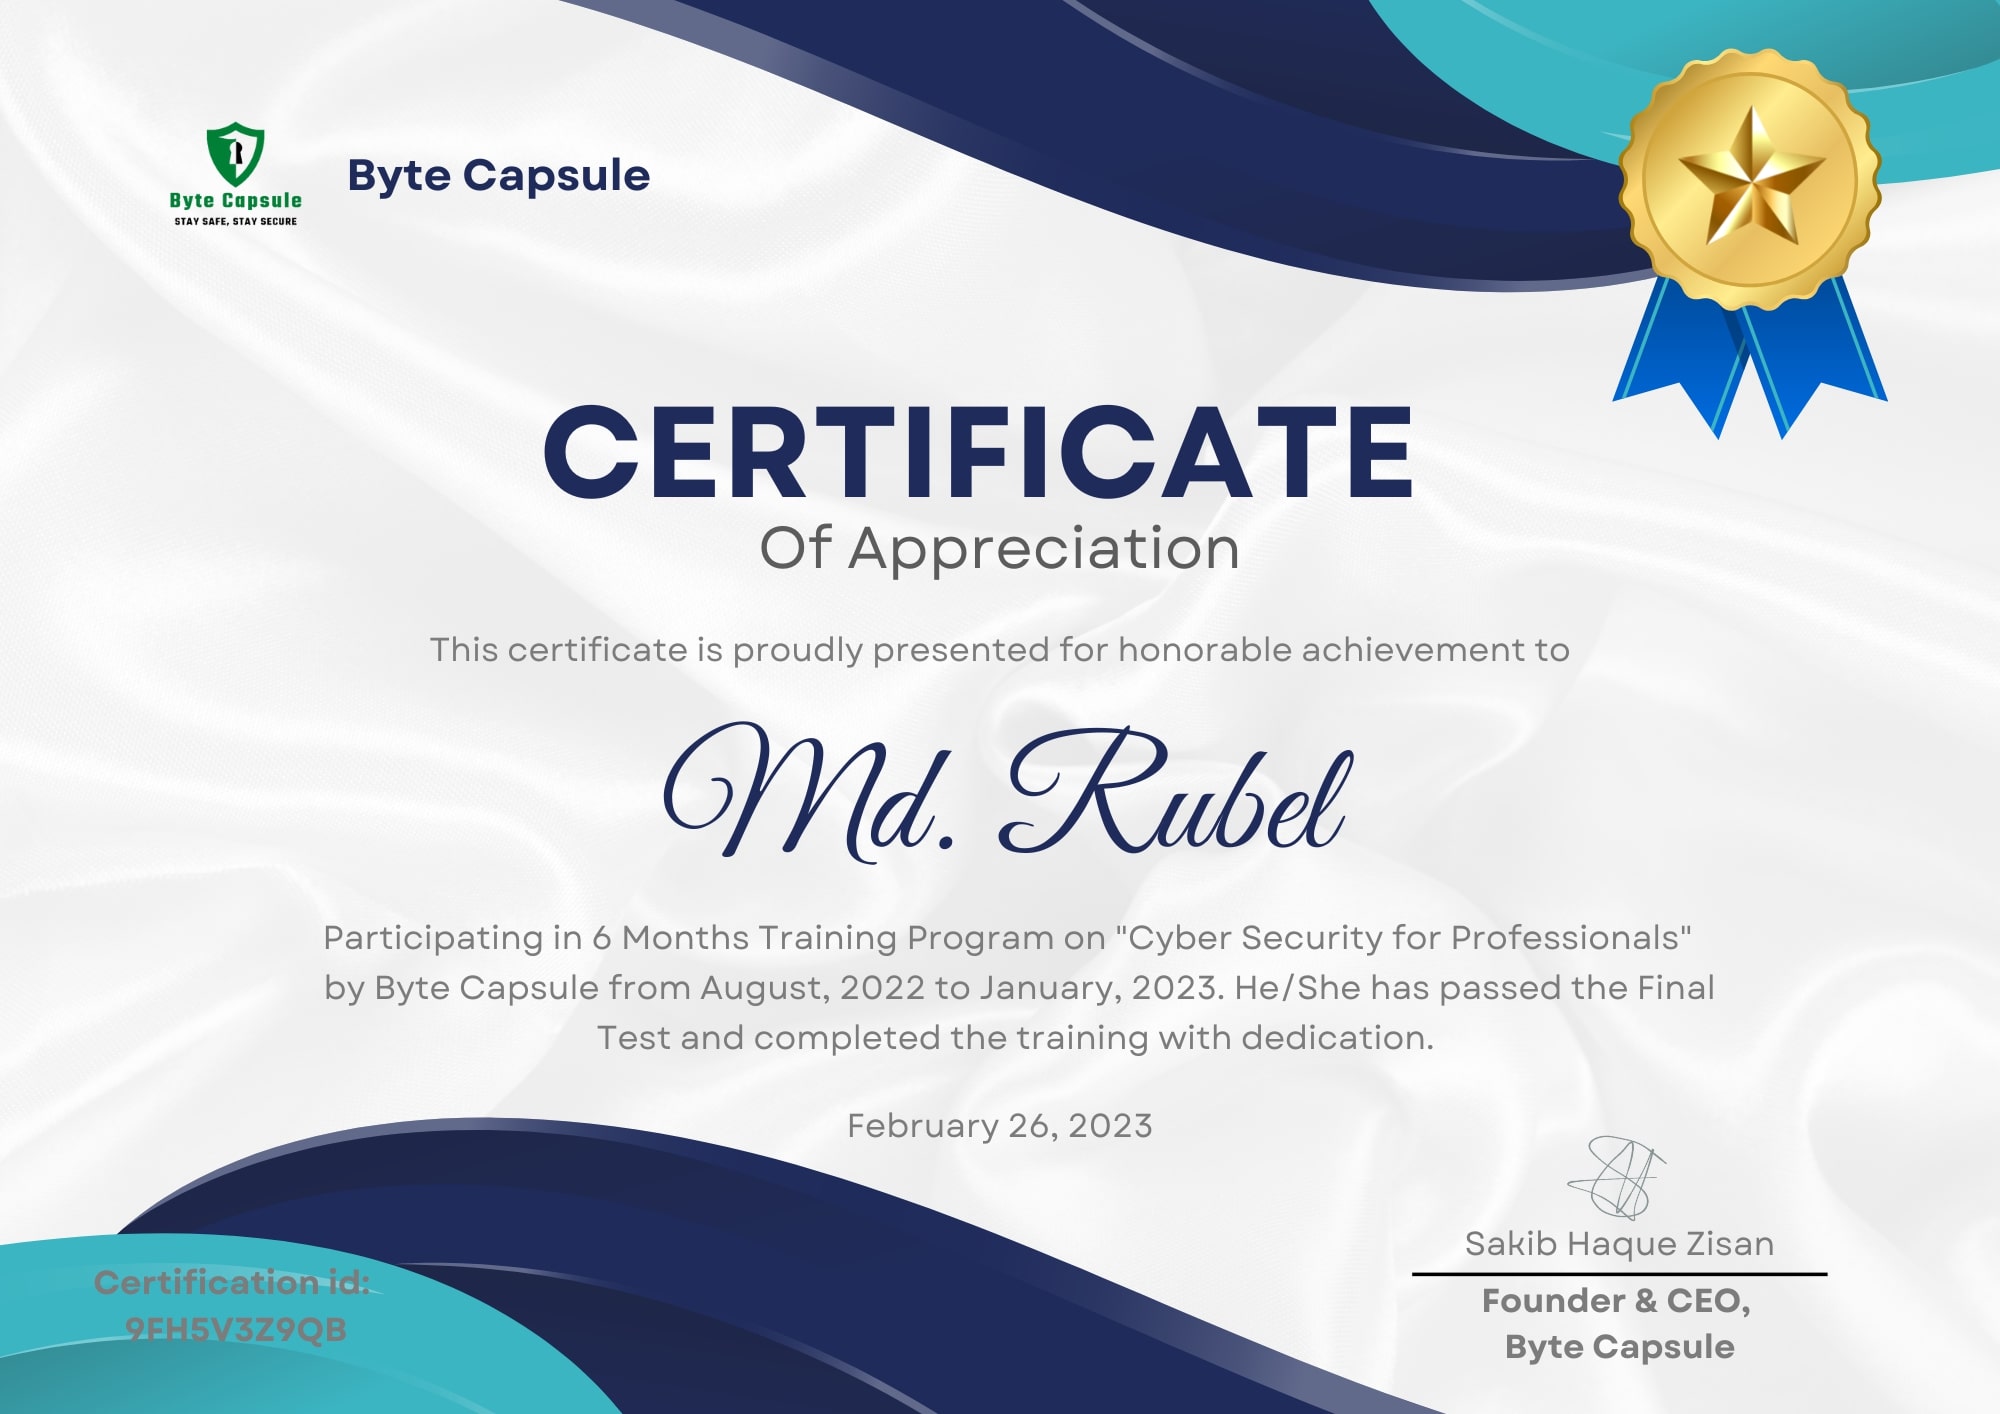 Byte Capsule
STAY SAFE, STAY SECURE
Byte Capsule
CERTIFICATE
Of Appreciation
This certificate is proudly presented for honorable achievement to
Md. Rubel
Participating in 6 Months Training Program on "Cyber Security for Professionals"
by Byte Capsule from August, 2022 to January, 2023. He/She has passed the Final
Test and completed the training with dedication.
February 26, 2023
Sakib Haque Zisan
Founder & CEO,
Byte Capsule
Certification id:
9FH5V3Z9QB